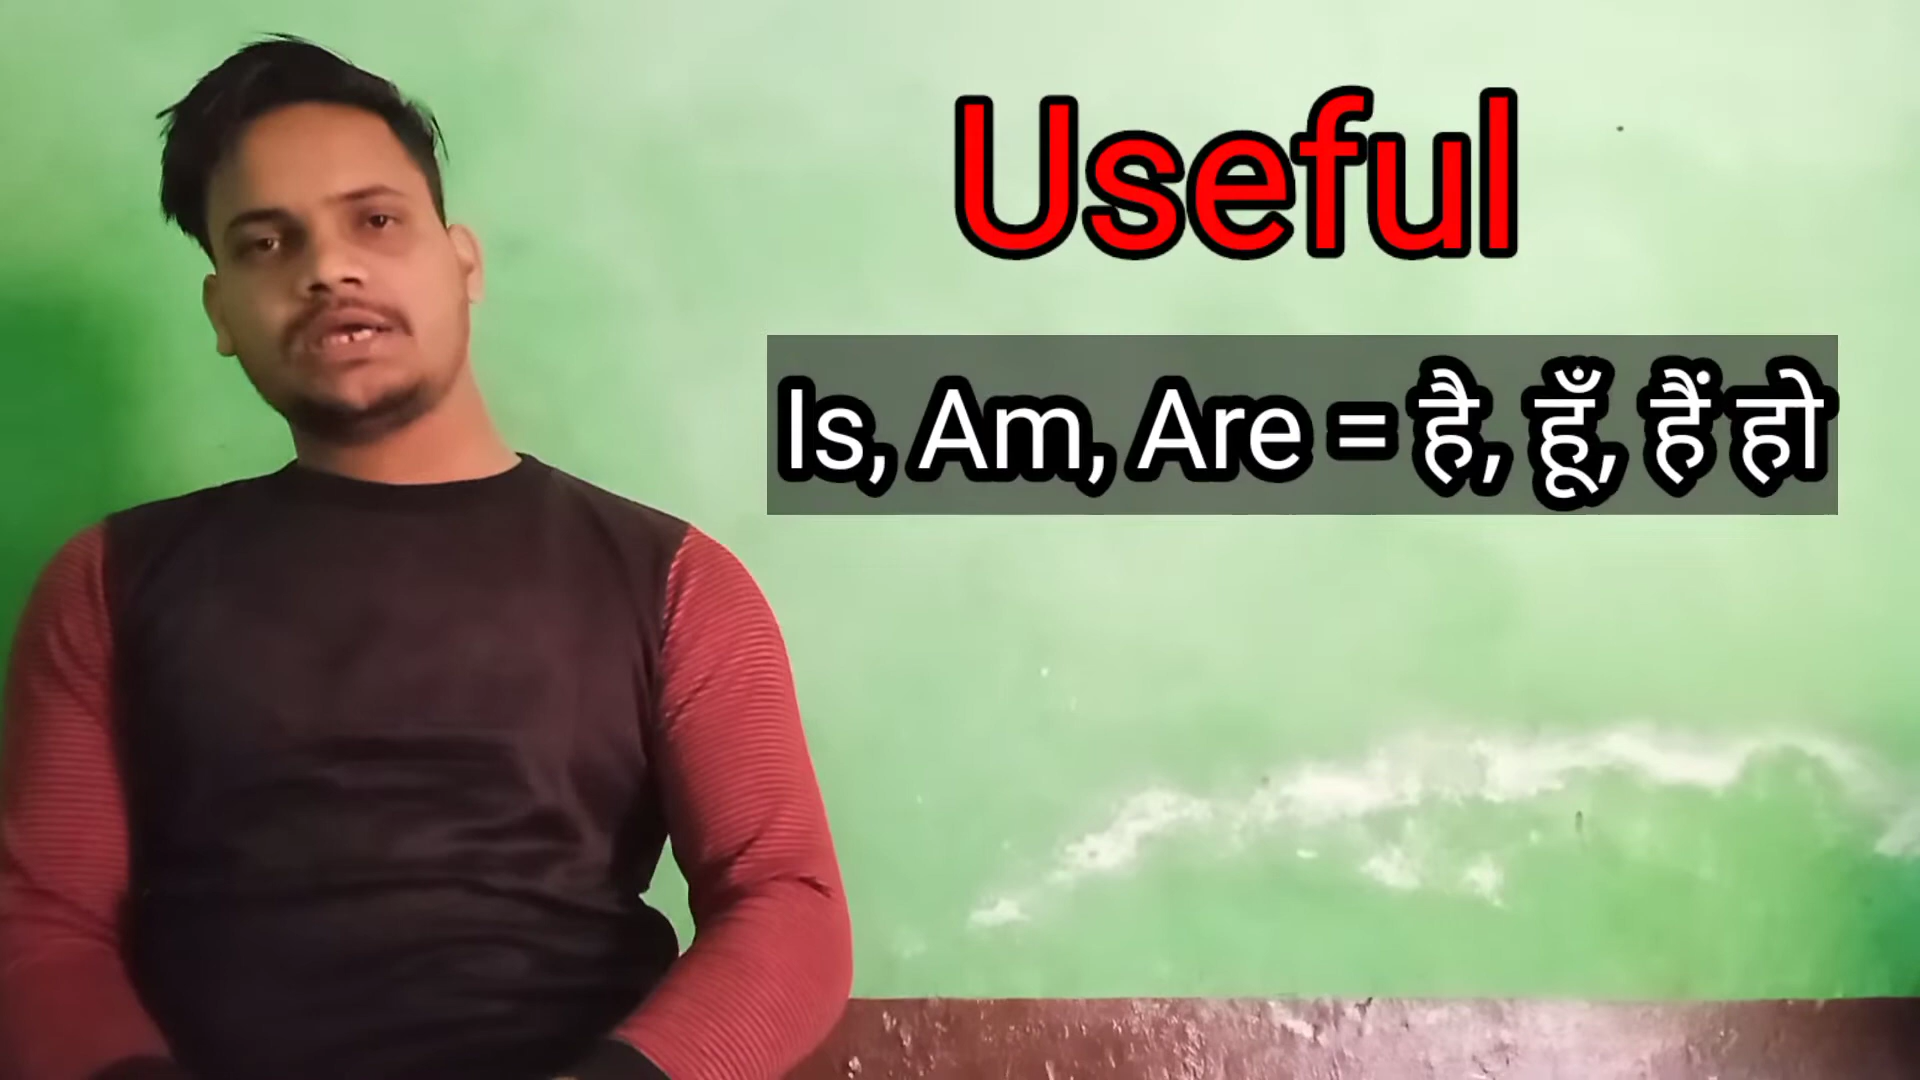 Useful
Is, Am, Are = है, हूँ, हैं हो